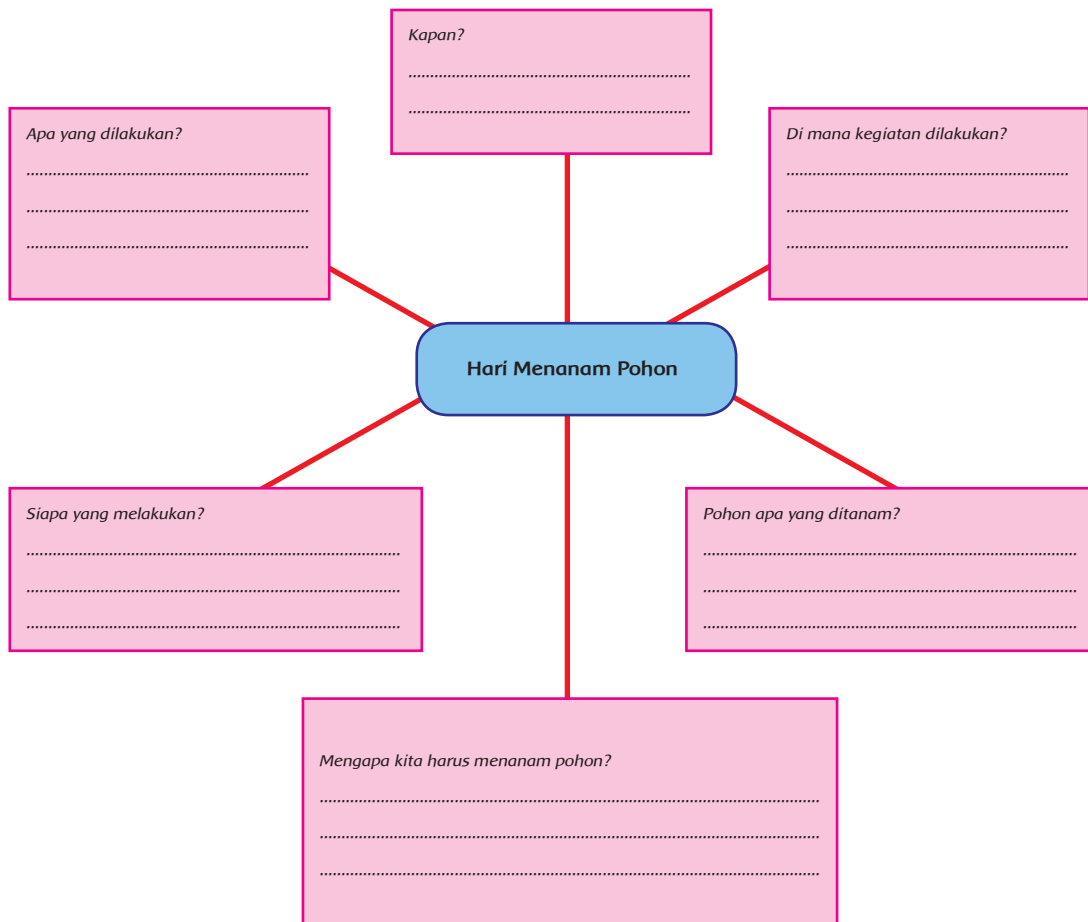 Kapan?
................................................................
................................................................
Apa yang dilakukan?
................................................................
................................................................
................................................................
Di mana kegiatan dilakukan?
................................................................
................................................................
................................................................
Hari Menanam Pohon
Siapa yang melakukan?
.....................................................................................
.....................................................................................
.....................................................................................
Pohon apa yang ditanam?
.....................................................................................
.....................................................................................
.....................................................................................
Mengapa kita harus menanam pohon?
..................................................................................................................
..................................................................................................................
..................................................................................................................